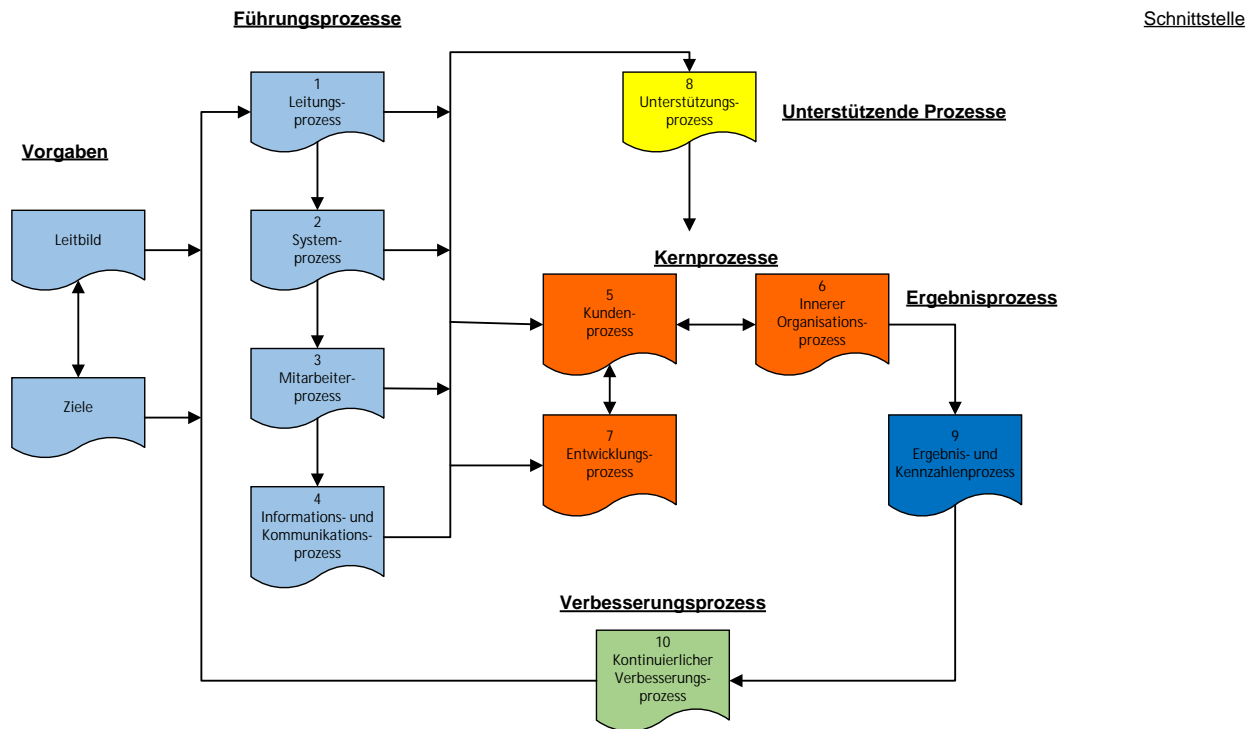 Führungsprozesse
Schnittstelle
1
Leitungs-
prozess
8
Unterstützungs-
prozess
Unterstützende Prozesse
Vorgaben
Leitbild
2
System-
prozess
Kernprozesse
5
Kunden-
prozess
6
Innerer
Organisations-
prozess
Ergebnisprozess
3
Mitarbeiter-
prozess
Ziele
7
Entwicklungs-
prozess
9
Ergebnis- und
Kennzahlenprozess
4
Informations- und
Kommunikations-
prozess
Verbesserungsprozess
10
Kontinuierlicher
Verbesserungs-
prozess